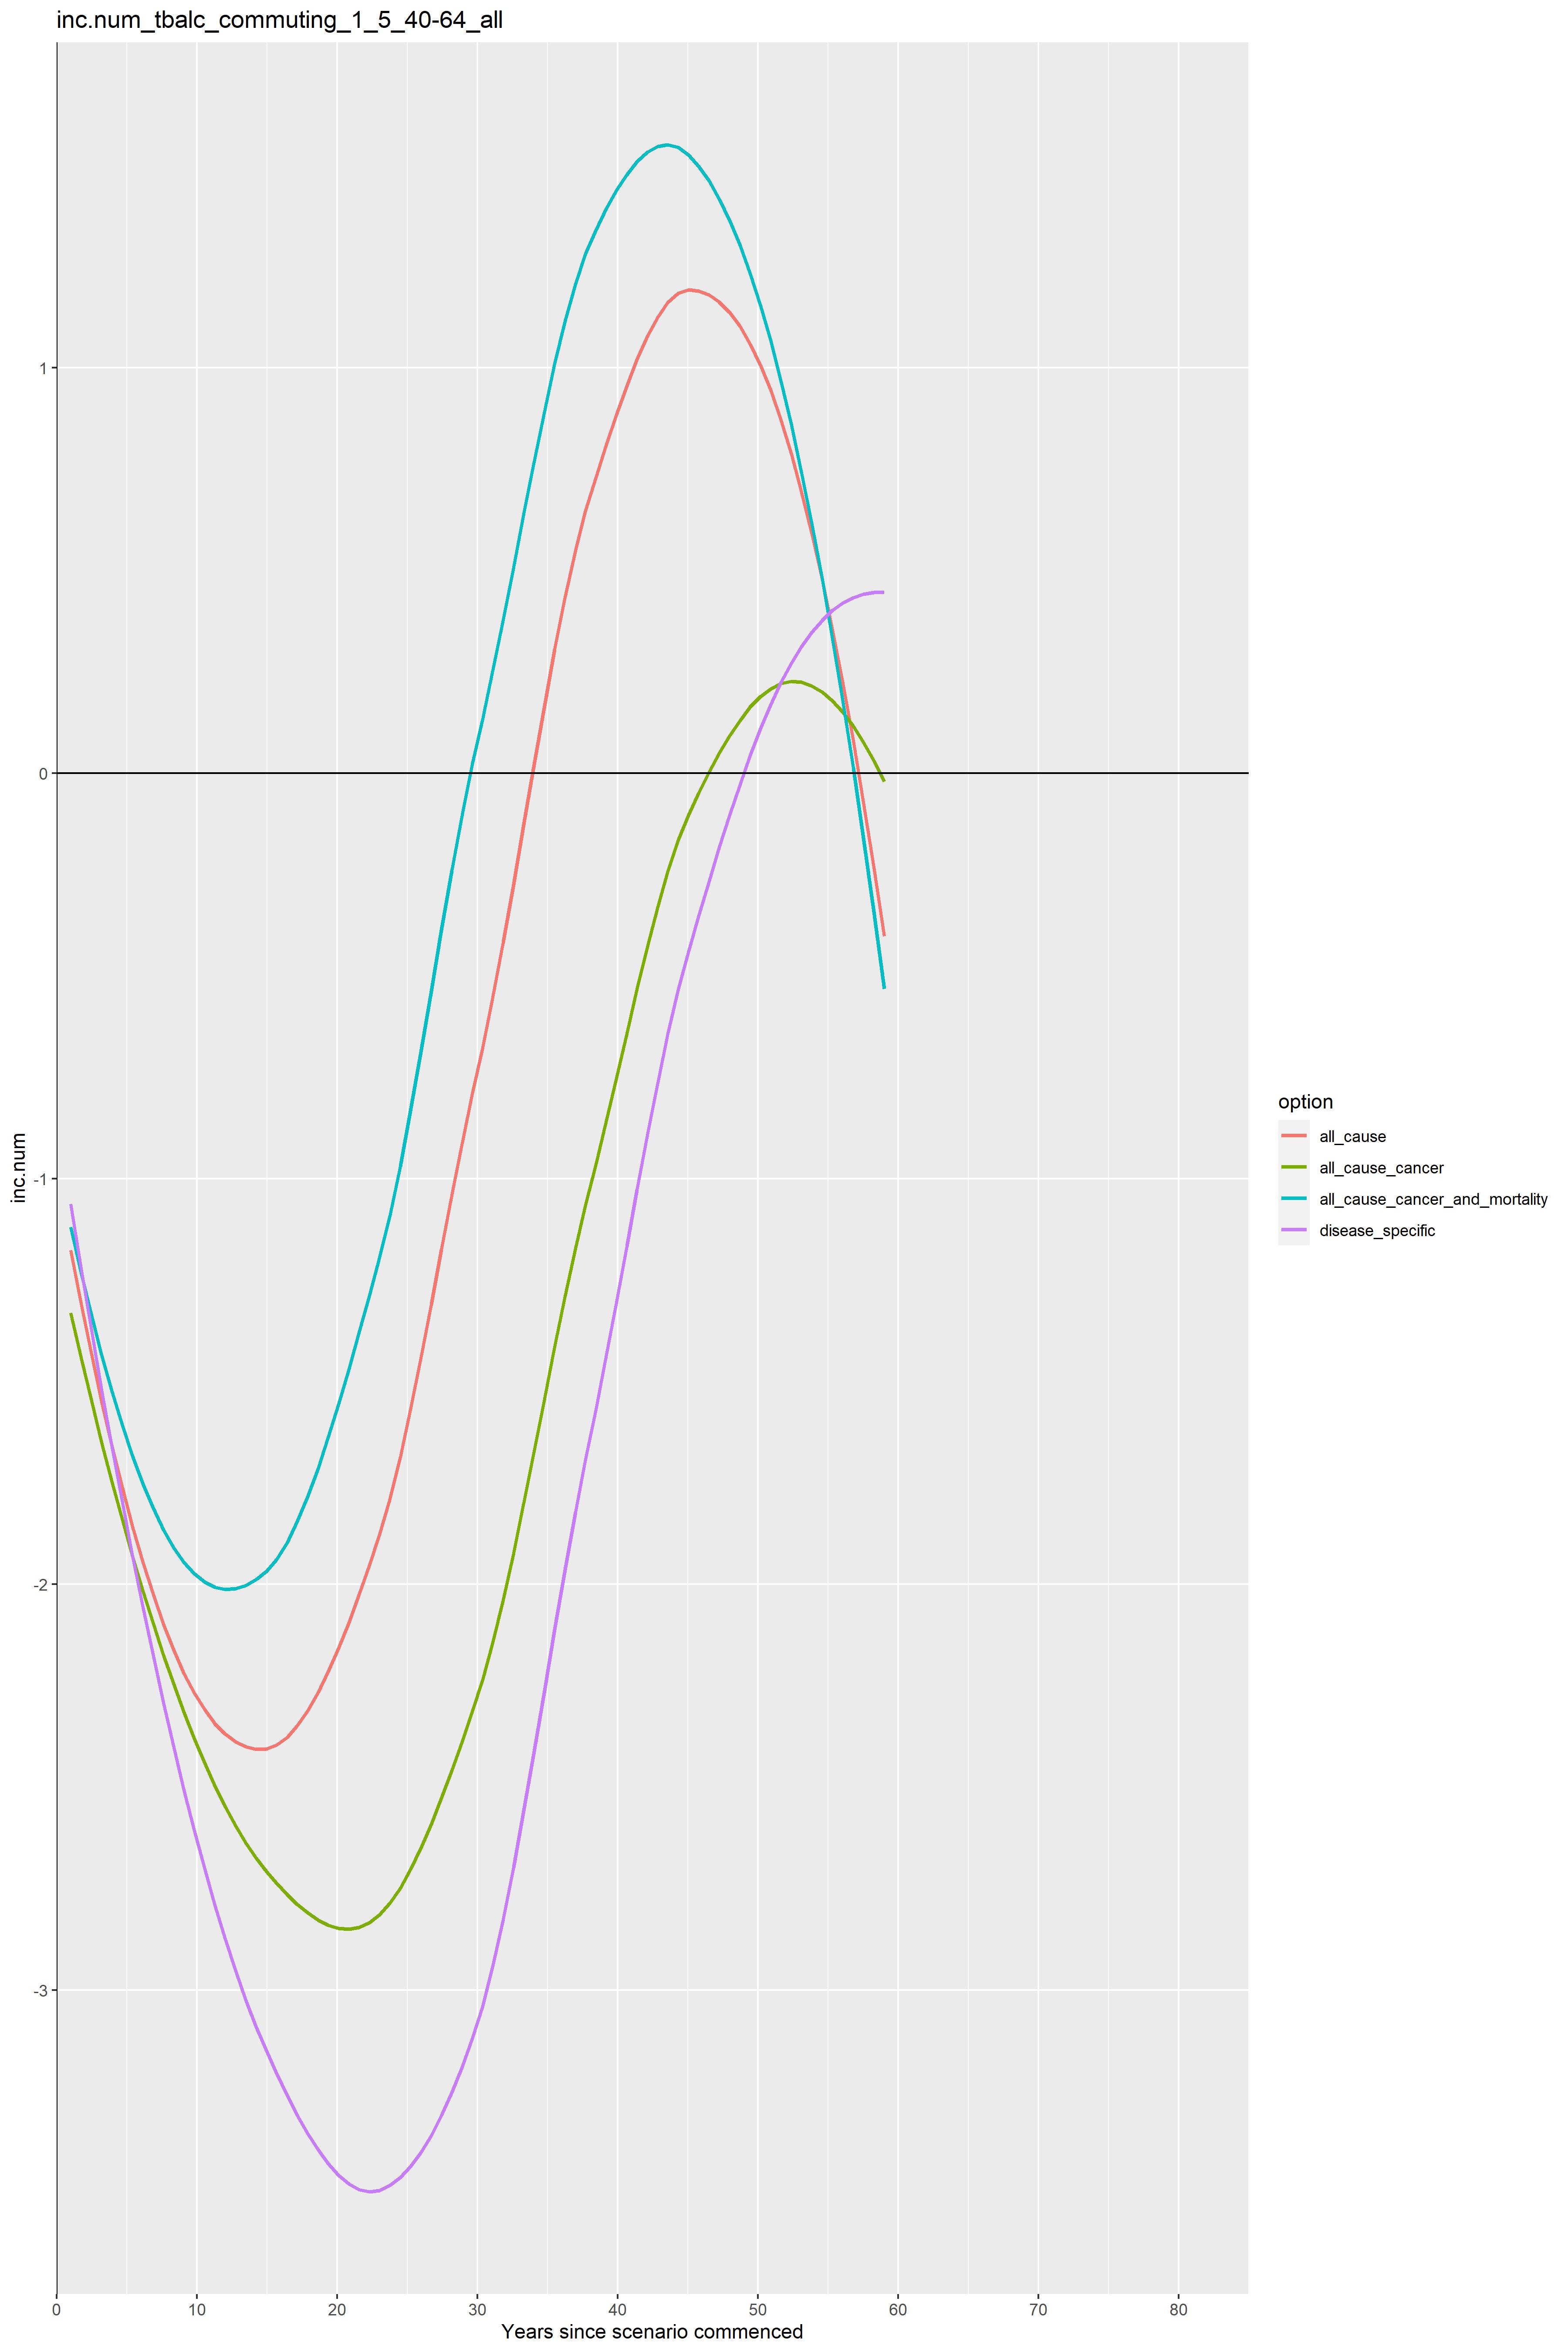 inc.num_tbalc_commuting_1_5_40-64_all
1
0
-1
-2
-3
inc.num
0 10 20 30 40 50 60 70 80
Years since scenario commenced
option
all_cause
all_cause_cancer
all_cause_cancer_and_mortality
disease_specific